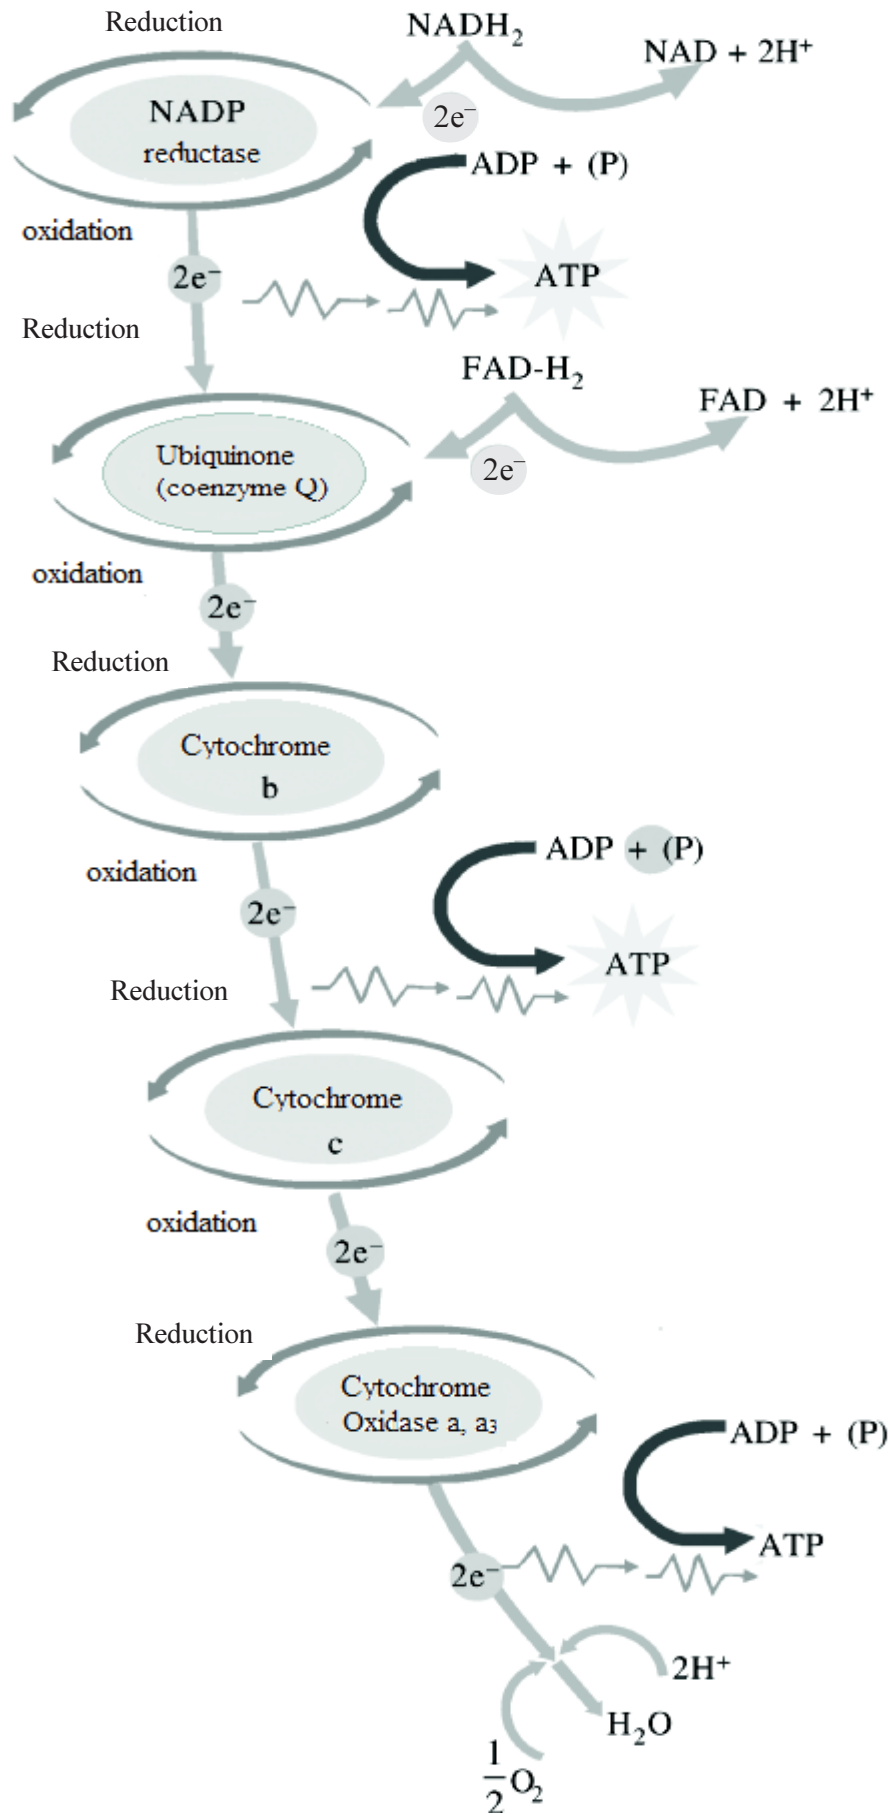 Reduction
NADH₂
NAD + 2H⁺
NADP
reductase
2e⁻
ADP + (P)
oxidation
2e⁻
ATP
Reduction
FAD-H₂
FAD + 2H⁺
Ubiquinone
(coenzyme Q)
2e⁻
oxidation
2e⁻
Reduction
Cytochrome
b
ADP + (P)
oxidation
2e⁻
ATP
Reduction
Cytochrome
c
oxidation
2e⁻
Reduction
Cytochrome
Oxidase a, a₃
ADP + (P)
ATP
2e⁻
2H⁺
H₂O
½O₂